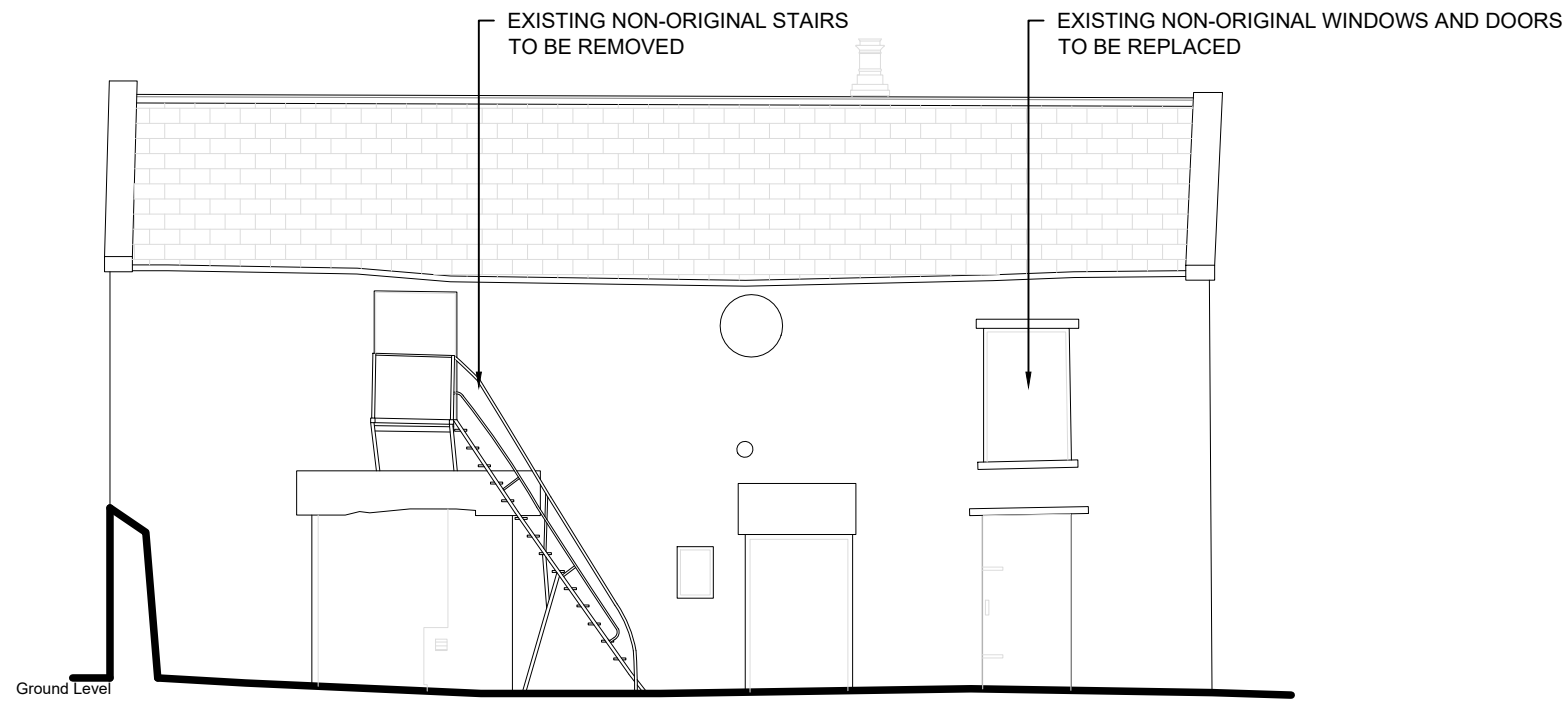 EXISTING NON-ORIGINAL STAIRS
TO BE REMOVED
EXISTING NON-ORIGINAL WINDOWS AND DOORS
TO BE REPLACED
Ground Level